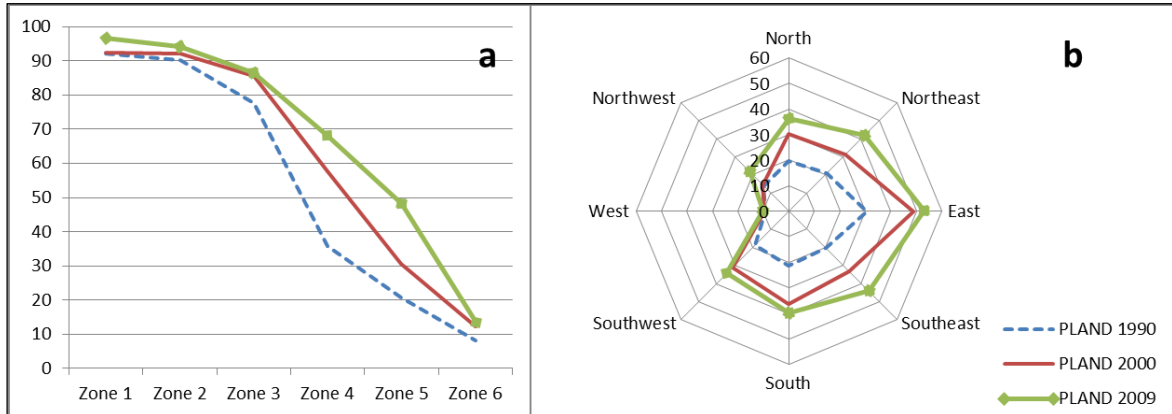 a
100
90
80
70
60
50
40
30
20
10
0
Zone 1 Zone 2 Zone 3 Zone 4 Zone 5 Zone 6
b
North
Northeast
East
Southeast
South
Southwest
West
Northwest
60
50
40
30
20
10
0
PLAND 1990
PLAND 2000
PLAND 2009